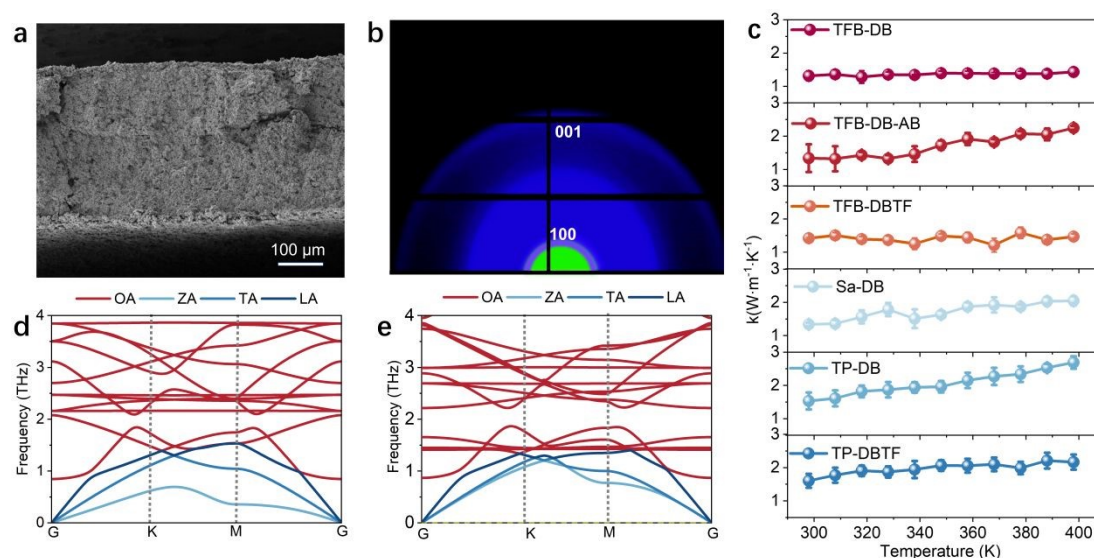 a
100 μm
b
001
100
c
TFB-DB
TFB-DB-AB
TFB-DBTF
Sa-DB
TP-DB
TP-DBTF
3
2
1
3
2
1
3
2
1
3
2
1
3
2
1
3
2
1
k(W·m⁻¹·K⁻¹)
300 320 340 360 380 400
Temperature (K)
OA ZA TA LA
d
4
3
2
1
0
Frequency (THz)
G K M G
OA ZA TA LA
e
4
3
2
1
0
Frequency (THz)
G K M G